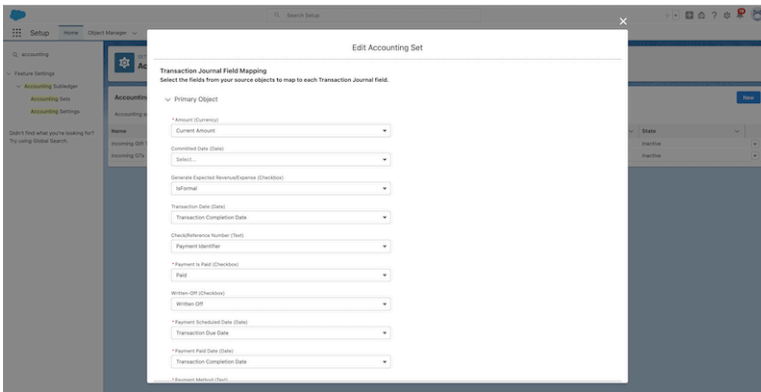 Search Setup
Setup
Home
Object Manager
accounting
Feature Settings
Accounting Subledger
Accounting Sets
Accounting Settings
Didn't find what you're looking for?
Try using Global Search.
New
Name
State
Inactive
Inactive
Incoming GTs
Edit Accounting Set
Transaction Journal Field Mapping
Select the fields from your source objects to map to each Transaction Journal field.
Primary Object
* Amount (Currency)
Current Amount
Committed Date (Date)
Select...
Generate Expected Revenue/Expense (Checkbox)
IsFormal
Transaction Date (Date)
Transaction Completion Date
Check/Reference Number (Text)
Payment Identifier
* Payment Is Paid (Checkbox)
Paid
Written-Off (Checkbox)
Written Off
* Payment Scheduled Date (Date)
Transaction Due Date
* Payment Paid Date (Date)
Transaction Completion Date
* Payment Method (Text)